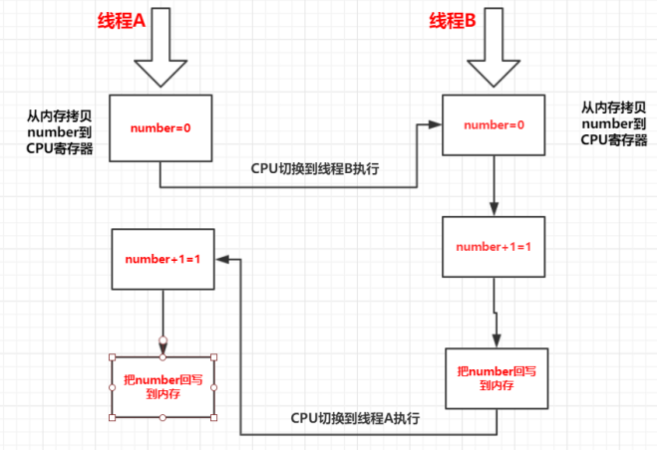 线程A
线程B
从内存拷贝
number到
CPU寄存器
number=0
number=0
从内存拷贝
number到
CPU寄存器
CPU切换到线程B执行
number+1=1
number+1=1
把number回写
到内存
把number回写
到内存
CPU切换到线程A执行